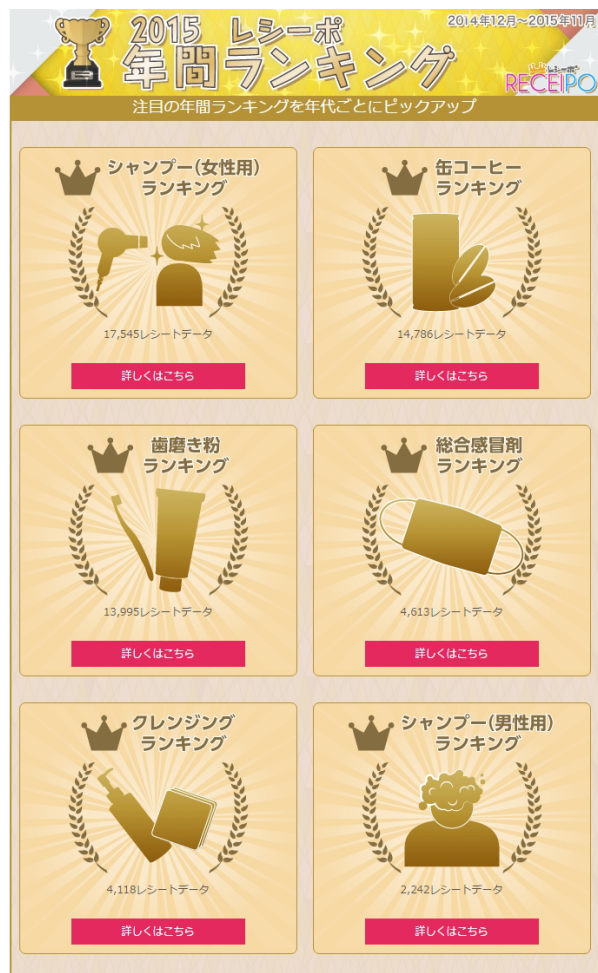 2015 レシーポ
年間ランキング
2014年12月～2015年11月
レシーポ
RECEIPO
注目の年間ランキングを年代ごとにピックアップ
シャンプー(女性用)
ランキング
17,545レシートデータ
詳しくはこちら
缶コーヒー
ランキング
14,786レシートデータ
詳しくはこちら
歯磨き粉
ランキング
13,995レシートデータ
詳しくはこちら
総合感冒剤
ランキング
4,613レシートデータ
詳しくはこちら
クレンジング
ランキング
4,118レシートデータ
詳しくはこちら
シャンプー(男性用)
ランキング
2,242レシートデータ
詳しくはこちら